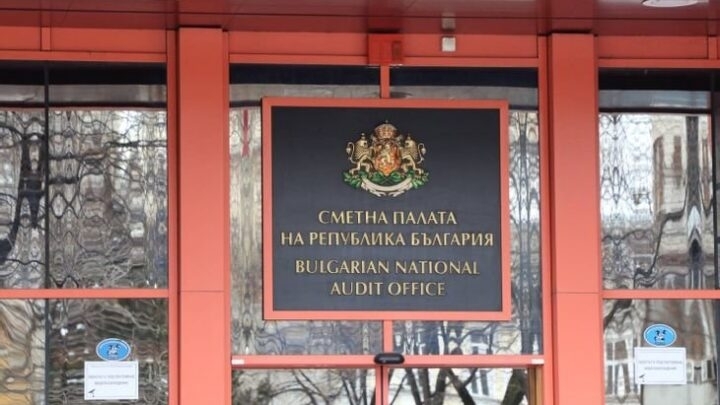 СМЕТНА ПАЛАТА
НА РЕПУБЛИКА БЪЛГАРИЯ
BULGARIAN NATIONAL
AUDIT OFFICE